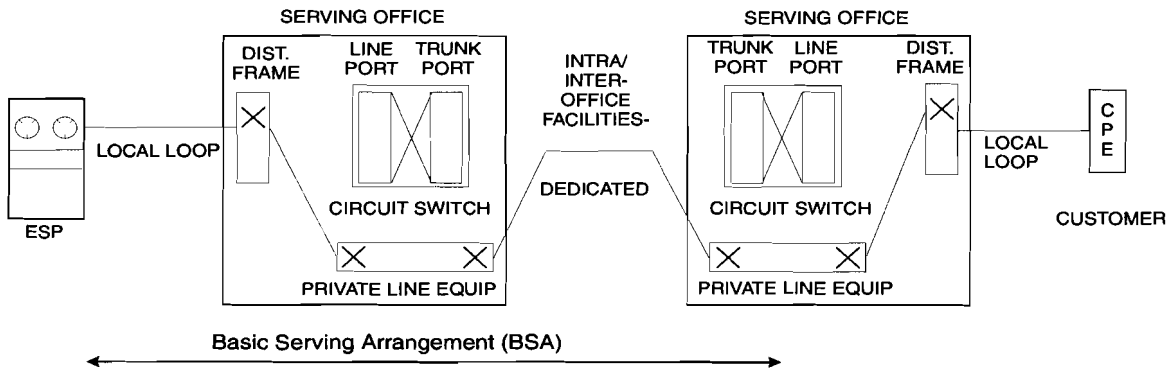 SERVING OFFICE
DIST.
FRAME
LINE
PORT
TRUNK
PORT
LOCAL LOOP
ESP
CIRCUIT SWITCH
PRIVATE LINE EQUIP
INTRA/
INTER-
OFFICE
FACILITIES-
DEDICATED
SERVING OFFICE
TRUNK
PORT
LINE
PORT
DIST.
FRAME
CIRCUIT SWITCH
PRIVATE LINE EQUIP
LOCAL
LOOP
C
P
E
CUSTOMER
Basic Serving Arrangement (BSA)